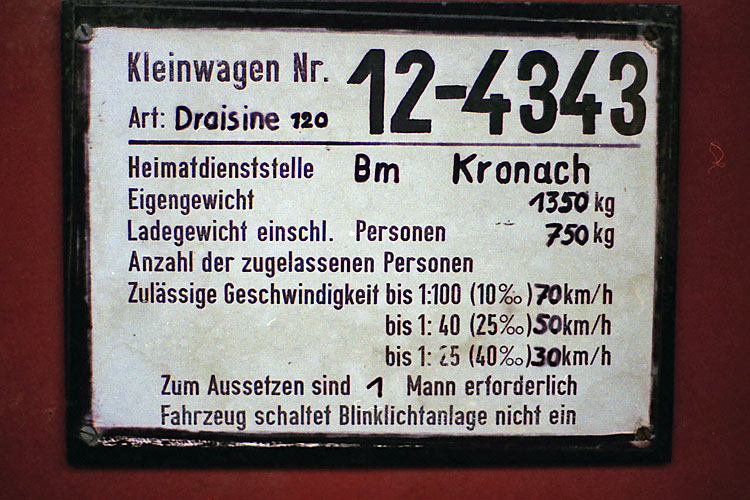 Kleinwagen Nr. 12-4343
Art: Draisine 120
Heimatdienststelle Bm Kronach
Eigengewicht 1350 kg
Ladegewicht einschl. Personen 750 kg
Anzahl der zugelassenen Personen
Zulässige Geschwindigkeit bis 1:100 (10‰) 70 km/h
bis 1: 40 (25‰) 50 km/h
bis 1: 25 (40‰) 30 km/h
Zum Aussetzen sind 1 Mann erforderlich
Fahrzeug schaltet Blinklichtanlage nicht ein